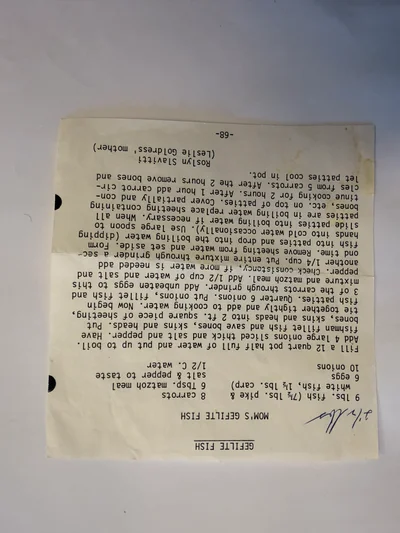 GEFILTE FISH
MOM'S GEFILTE FISH
9 lbs. fish (7½ pike &
white fish, 1½ lbs. carp)
6 eggs
10 onions
8 carrots
6 Tbsp. matzoh meal
salt & pepper to taste
1/2 C. water
Fill a 12 quart pot half full of water and put up to boil.
Add 4 large onions sliced thick and salt and pepper. Have
fishman fillet fish and save bones, skins and heads. Put
bones, skins and heads into 2 ft. square piece of sheeting,
tie together tightly and add to cooking water. Now begin
fish patties. Quarter 6 onions. Put onions, fillet fish and
3 of the carrots through grinder. Add unbeaten eggs to this
mixture and matzoh meal. Add 1/2 cup of water and salt and
pepper. Check consistency, if more water is needed add
another 1/4 cup. Put entire mixture through grinder a sec-
ond time. Remove sheeting from water and set aside. Form
fish patties and drop into the boiling water (dipping
hands into cold water occasionally). Use large spoon to
slide patties into boiling water if necessary. When all
patties are in boiling water replace sheeting containing
bones, etc. on top of patties. Cover partially and con-
tinue cooking for 2 hours. After 1 hour add carrot cir-
cles from 5 carrots. After the 2 hours remove bones and
let patties cool in pot.
Roslyn Slavitti
(Leslie Goldress' mother)
-68-